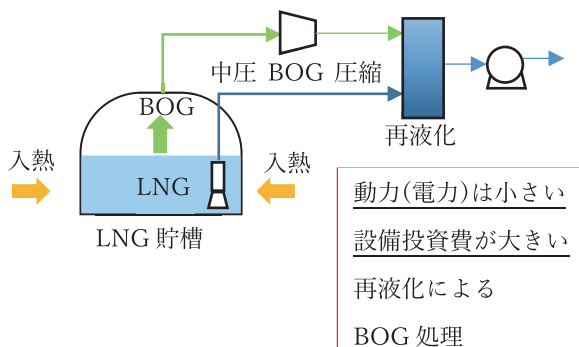 中圧 BOG 圧縮
BOG
再液化
入熱
LNG
入熱
LNG 貯槽
動力(電力)は小さい
設備投資費が大きい
再液化による
BOG 処理